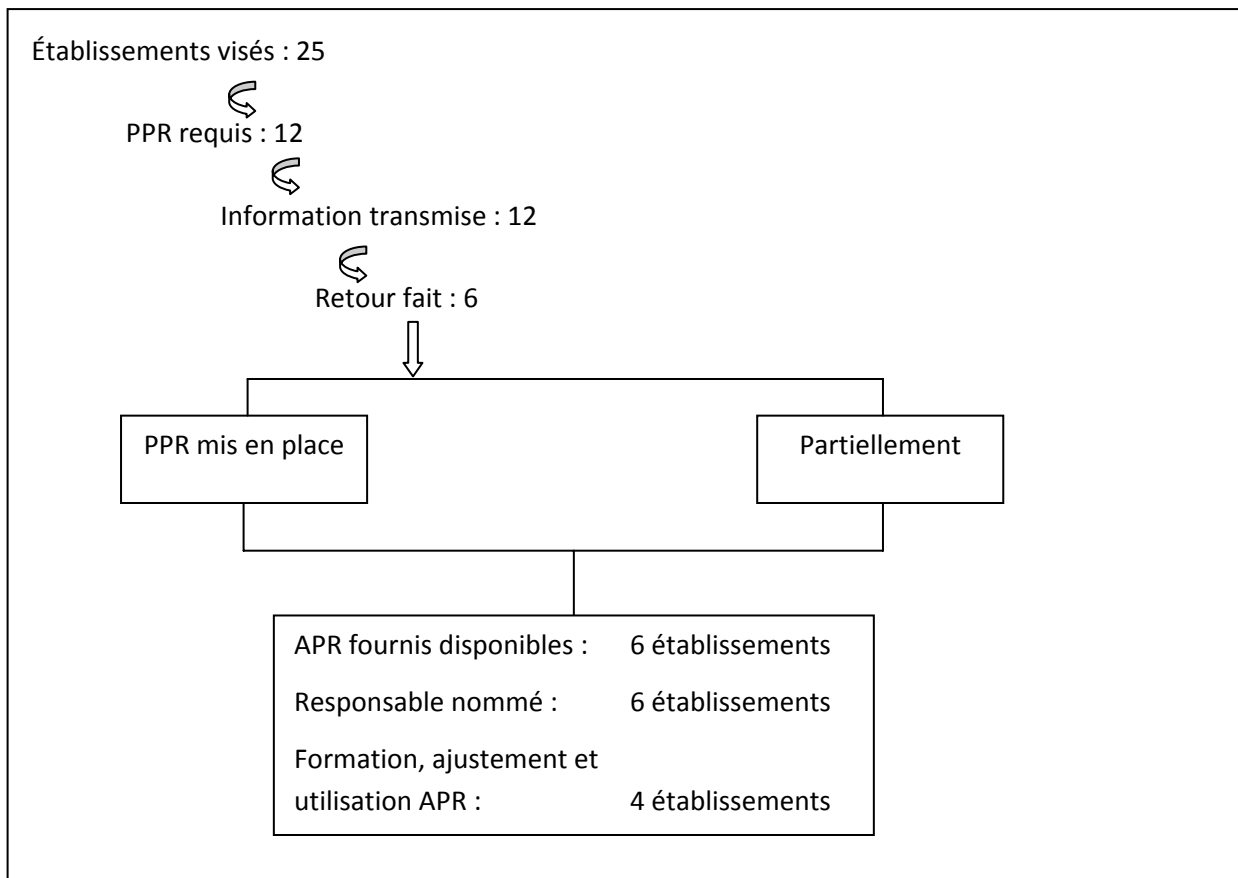 Établissements visés : 25
PPR requis : 12
Information transmise : 12
Retour fait : 6
PPR mis en place
Partiellement
APR fournis disponibles : 6 établissements
Responsable nommé : 6 établissements
Formation, ajustement et
utilisation APR : 4 établissements